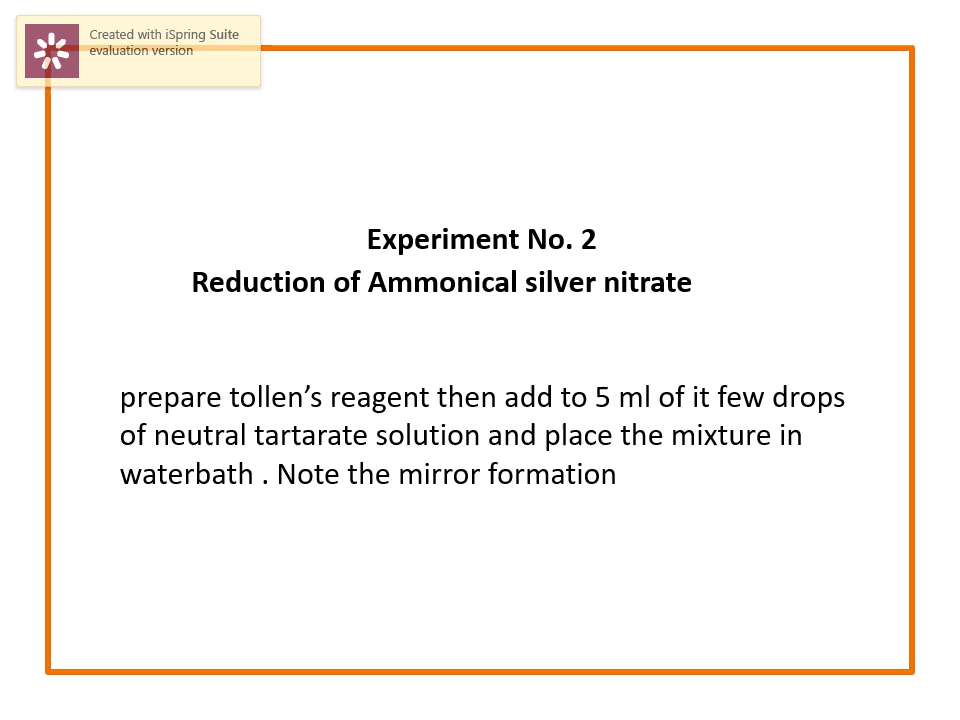 Created with iSpring Suite
evaluation version
Experiment No. 2
Reduction of Ammonical silver nitrate
prepare tollen’s reagent then add to 5 ml of it few drops
of neutral tartarate solution and place the mixture in
waterbath . Note the mirror formation